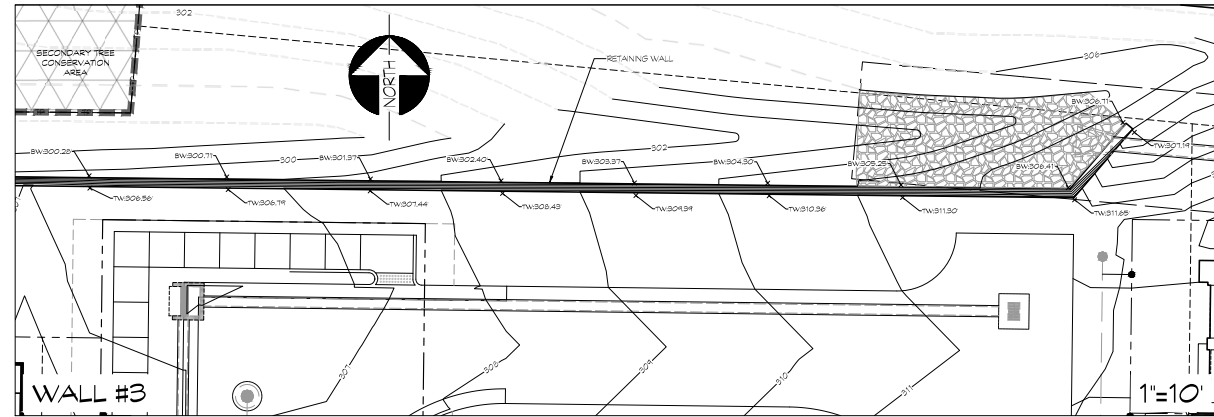 302
SECONDARY TREE
CONSERVATION
AREA
NORTH
RETAINING WALL
308
BW:306.71
BW:300.28
BW:300.71
300
BW:301.37
BW:302.40
302
BW:303.37
BW:304.30
BW:305.25
BW:306.41
TW:307.19
TW:306.56
TW:306.79
TW:307.44
TW:308.43
TW:309.39
TW:310.36
TW:311.30
TW:311.65
307
308
309
310
311
WALL #3
1"=10'